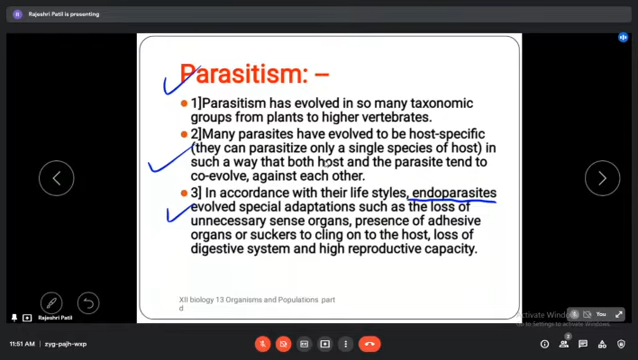 R Rajeshri Patil is presenting
Parasitism: –
1]Parasitism has evolved in so many taxonomic
groups from plants to higher vertebrates.
2]Many parasites have evolved to be host-specific
(they can parasitize only a single species of host) in
such a way that both host and the parasite tend to
co-evolve, against each other.
3] In accordance with their life styles, endoparasites
evolved special adaptations such as the loss of
unnecessary sense organs, presence of adhesive
organs or suckers to cling on to the host, loss of
digestive system and high reproductive capacity.
XII biology 13 Organisms and Populations part
d
Rajeshri Patil
Activate Windows
Go to Settings to activate Windows.
You
11:51 AM | zyg-pajh-wxp